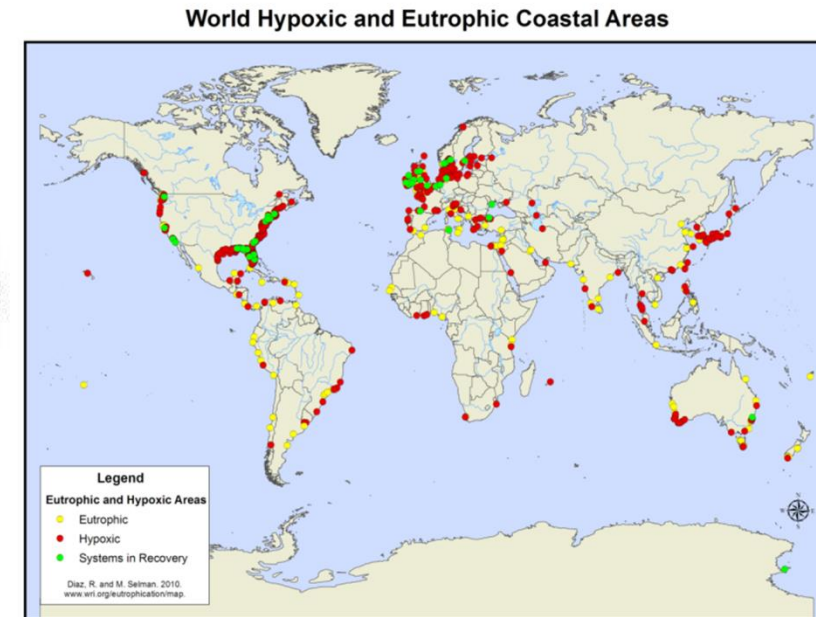 World Hypoxic and Eutrophic Coastal Areas
Legend
Eutrophic and Hypoxic Areas
Eutrophic
Hypoxic
Systems in Recovery
Diaz, R. and M. Selman. 2010.
www.wri.org/eutrophication/map.
N